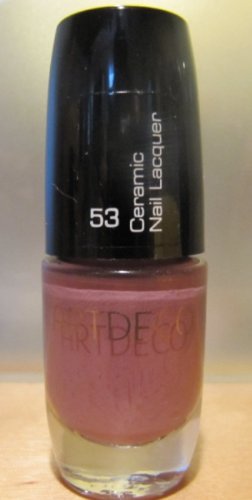 53
Ceramic
Nail Lacquer
ARTDECO